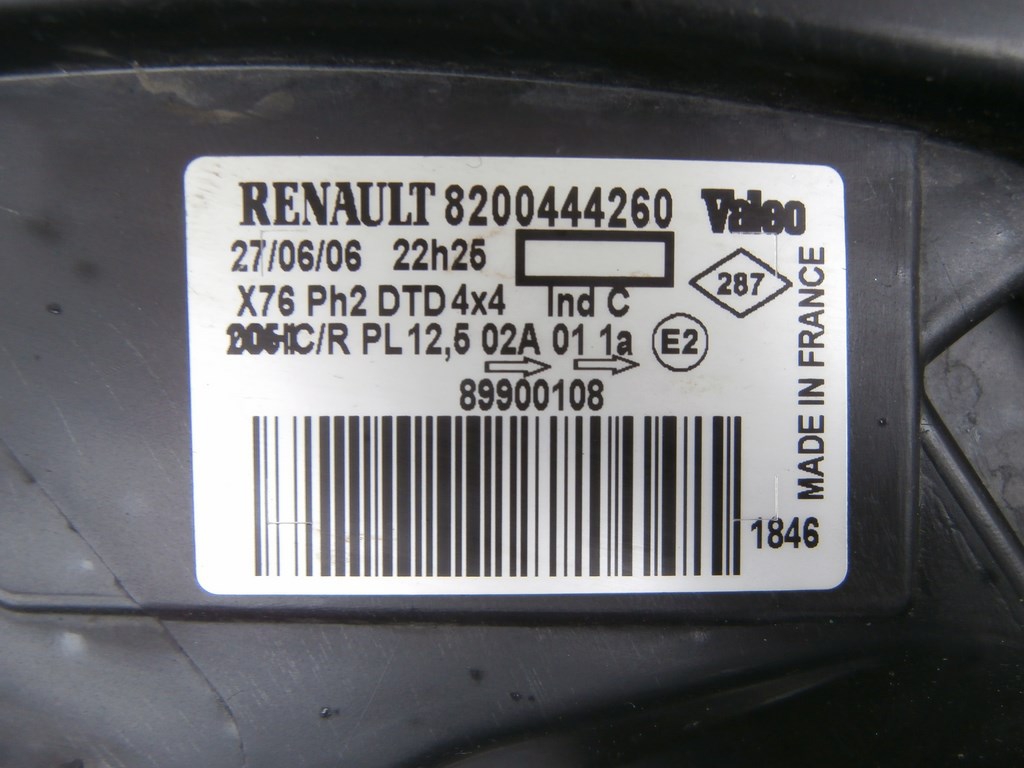 RENAULT 8200444260 Valeo
27/06/06 22h25
287
X76 Ph2 DTD 4x4 Ind C
C/R PL 12,5 02A 01 1a E2
89900108
1846
MADE IN FRANCE